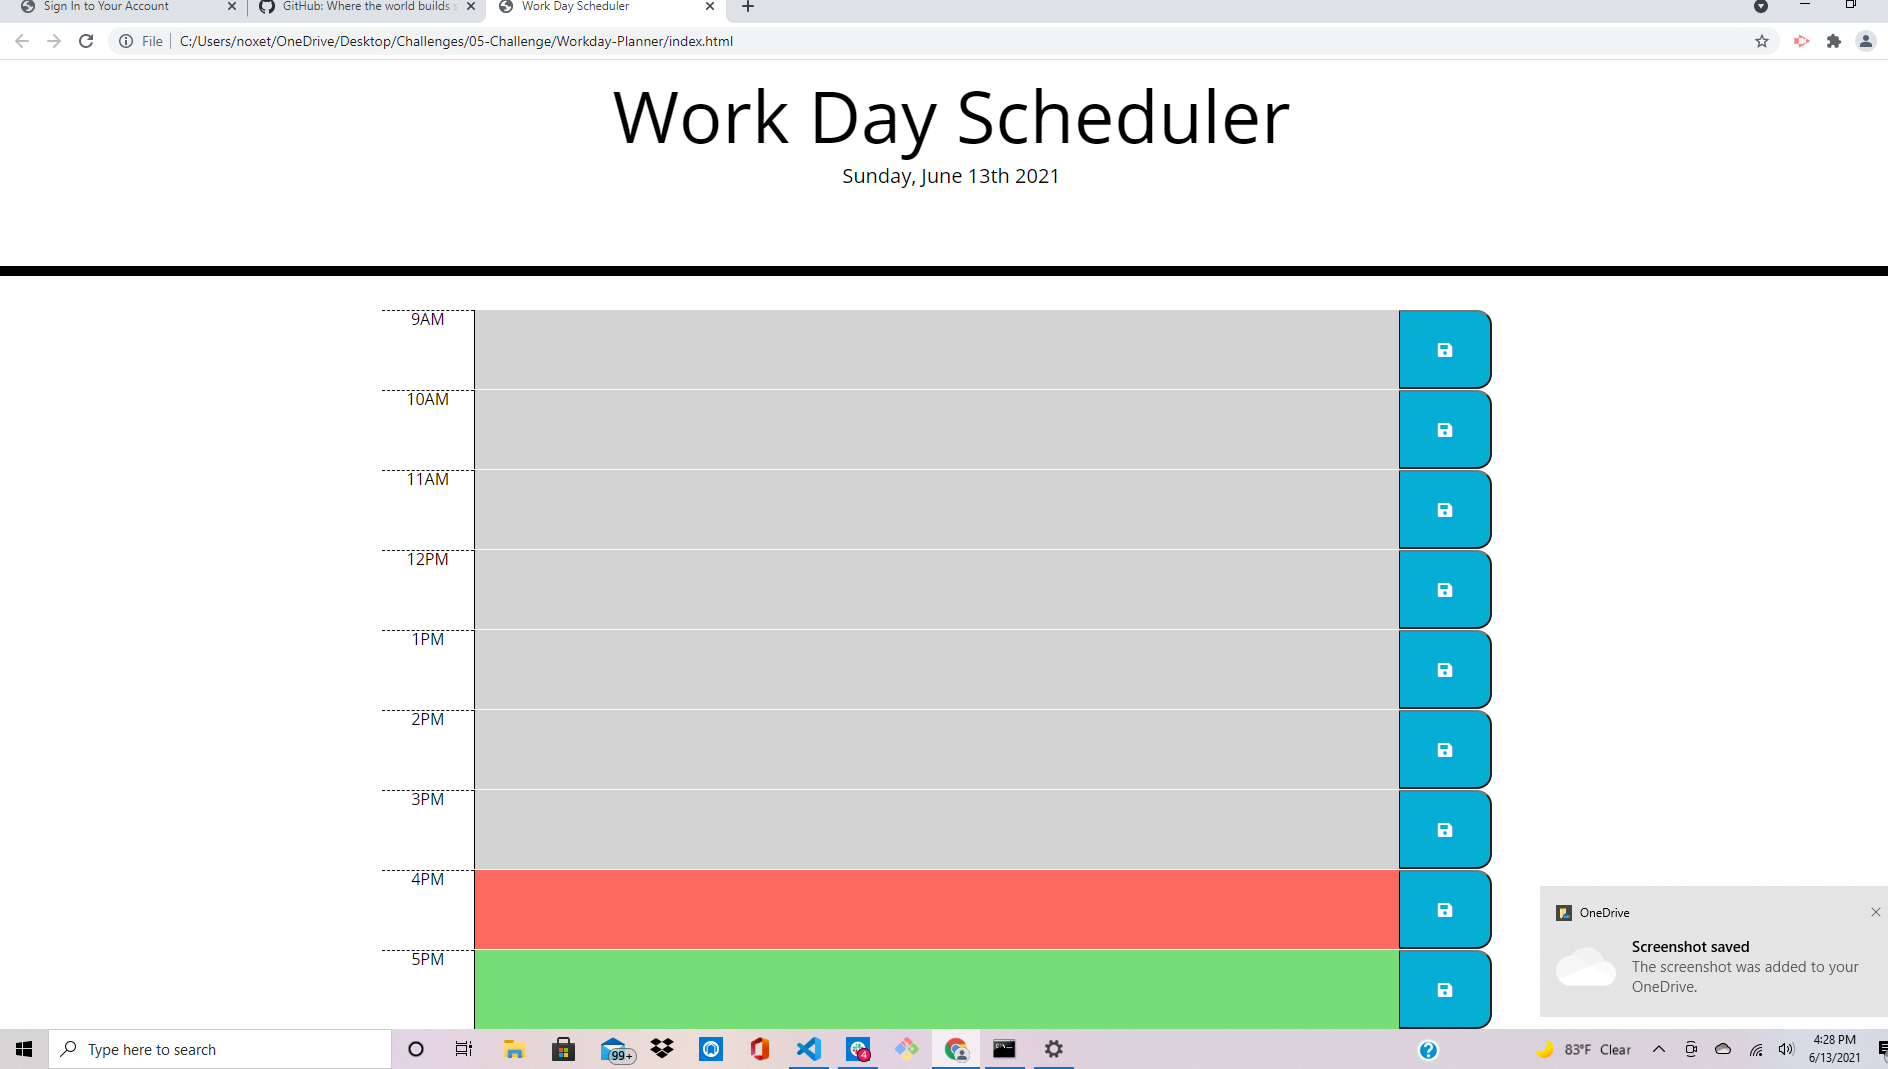 Sign In to Your Account
GitHub: Where the world builds s
Work Day Scheduler
File C:/Users/noxet/OneDrive/Desktop/Challenges/05-Challenge/Workday-Planner/index.html
Work Day Scheduler
Sunday, June 13th 2021
9AM
10AM
11AM
12PM
1PM
2PM
3PM
4PM
5PM
OneDrive
Screenshot saved
The screenshot was added to your
OneDrive.
Type here to search
99+
4
83°F Clear
4:28 PM
6/13/2021